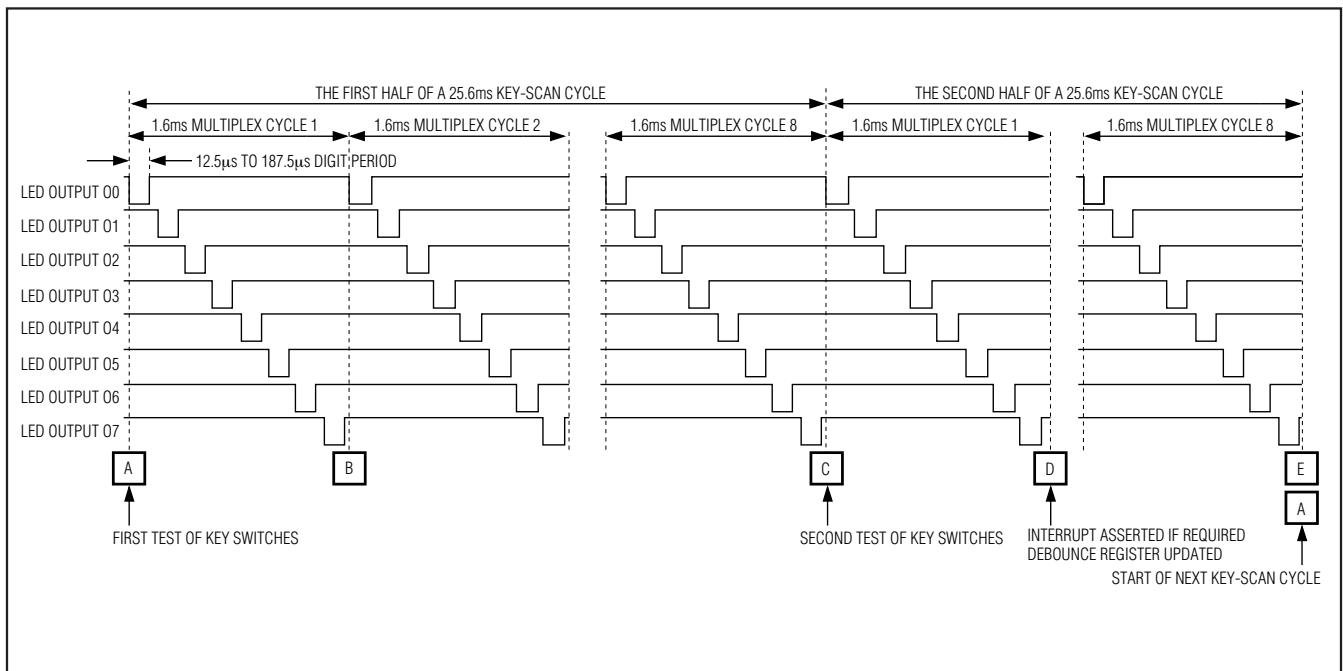 THE FIRST HALF OF A 25.6ms KEY-SCAN CYCLE
THE SECOND HALF OF A 25.6ms KEY-SCAN CYCLE
1.6ms MULTIPLEX CYCLE 1
1.6ms MULTIPLEX CYCLE 2
1.6ms MULTIPLEX CYCLE 8
1.6ms MULTIPLEX CYCLE 1
1.6ms MULTIPLEX CYCLE 8
12.5μs TO 187.5μs DIGIT PERIOD
LED OUTPUT O0
LED OUTPUT O1
LED OUTPUT O2
LED OUTPUT O3
LED OUTPUT O4
LED OUTPUT O5
LED OUTPUT O6
LED OUTPUT O7
A
B
C
D
E
A
FIRST TEST OF KEY SWITCHES
SECOND TEST OF KEY SWITCHES
INTERRUPT ASSERTED IF REQUIRED
DEBOUNCE REGISTER UPDATED
START OF NEXT KEY-SCAN CYCLE